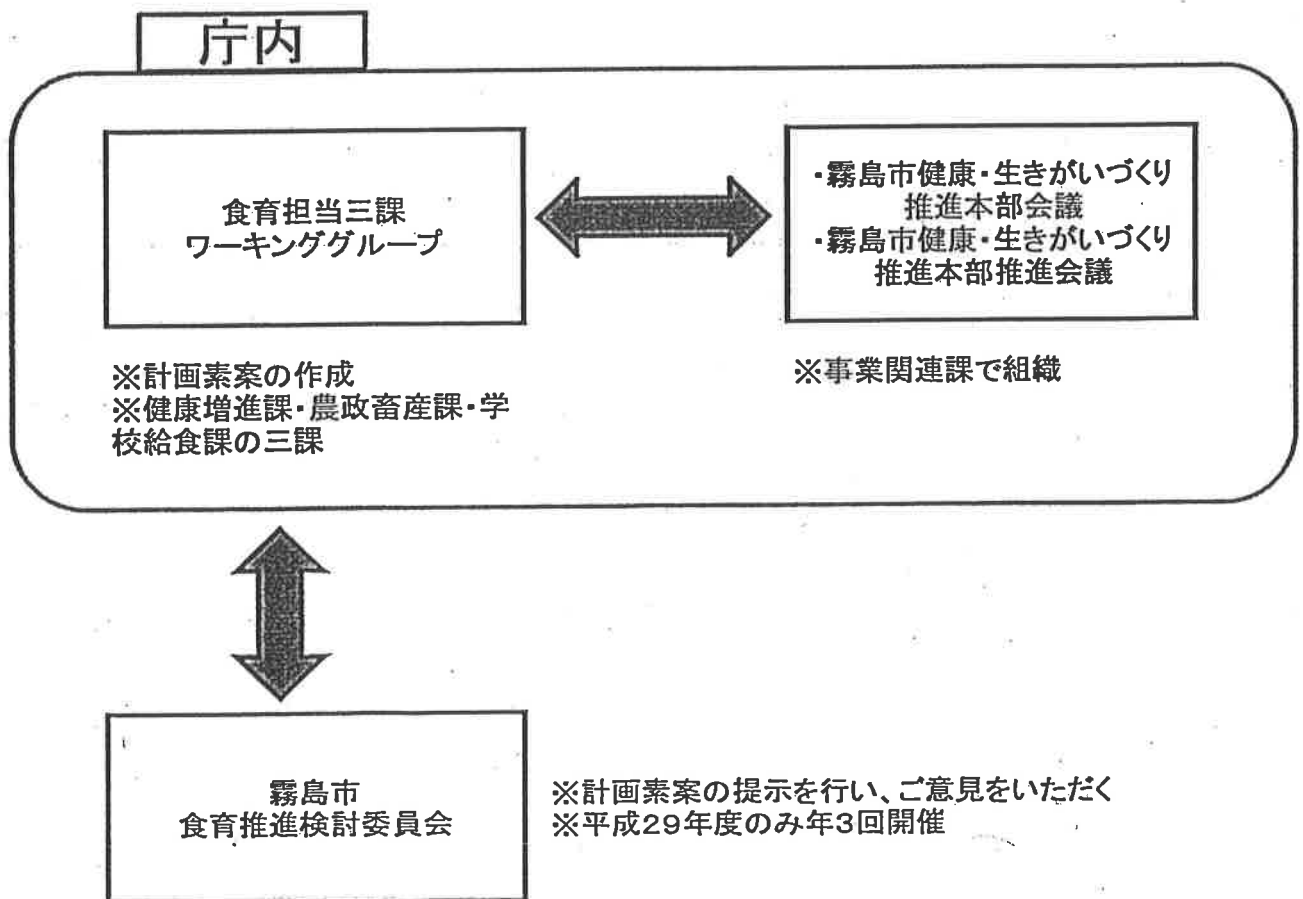 庁内
食育担当三課
ワーキンググループ
・霧島市健康・生きがいづくり
推進本部会議
・霧島市健康・生きがいづくり
推進本部推進会議
※計画素案の作成
※健康増進課・農政畜産課・学
校給食課の三課
※事業関連課で組織
霧島市
食育推進検討委員会
※計画素案の提示を行い、ご意見をいただく
※平成29年度のみ年3回開催